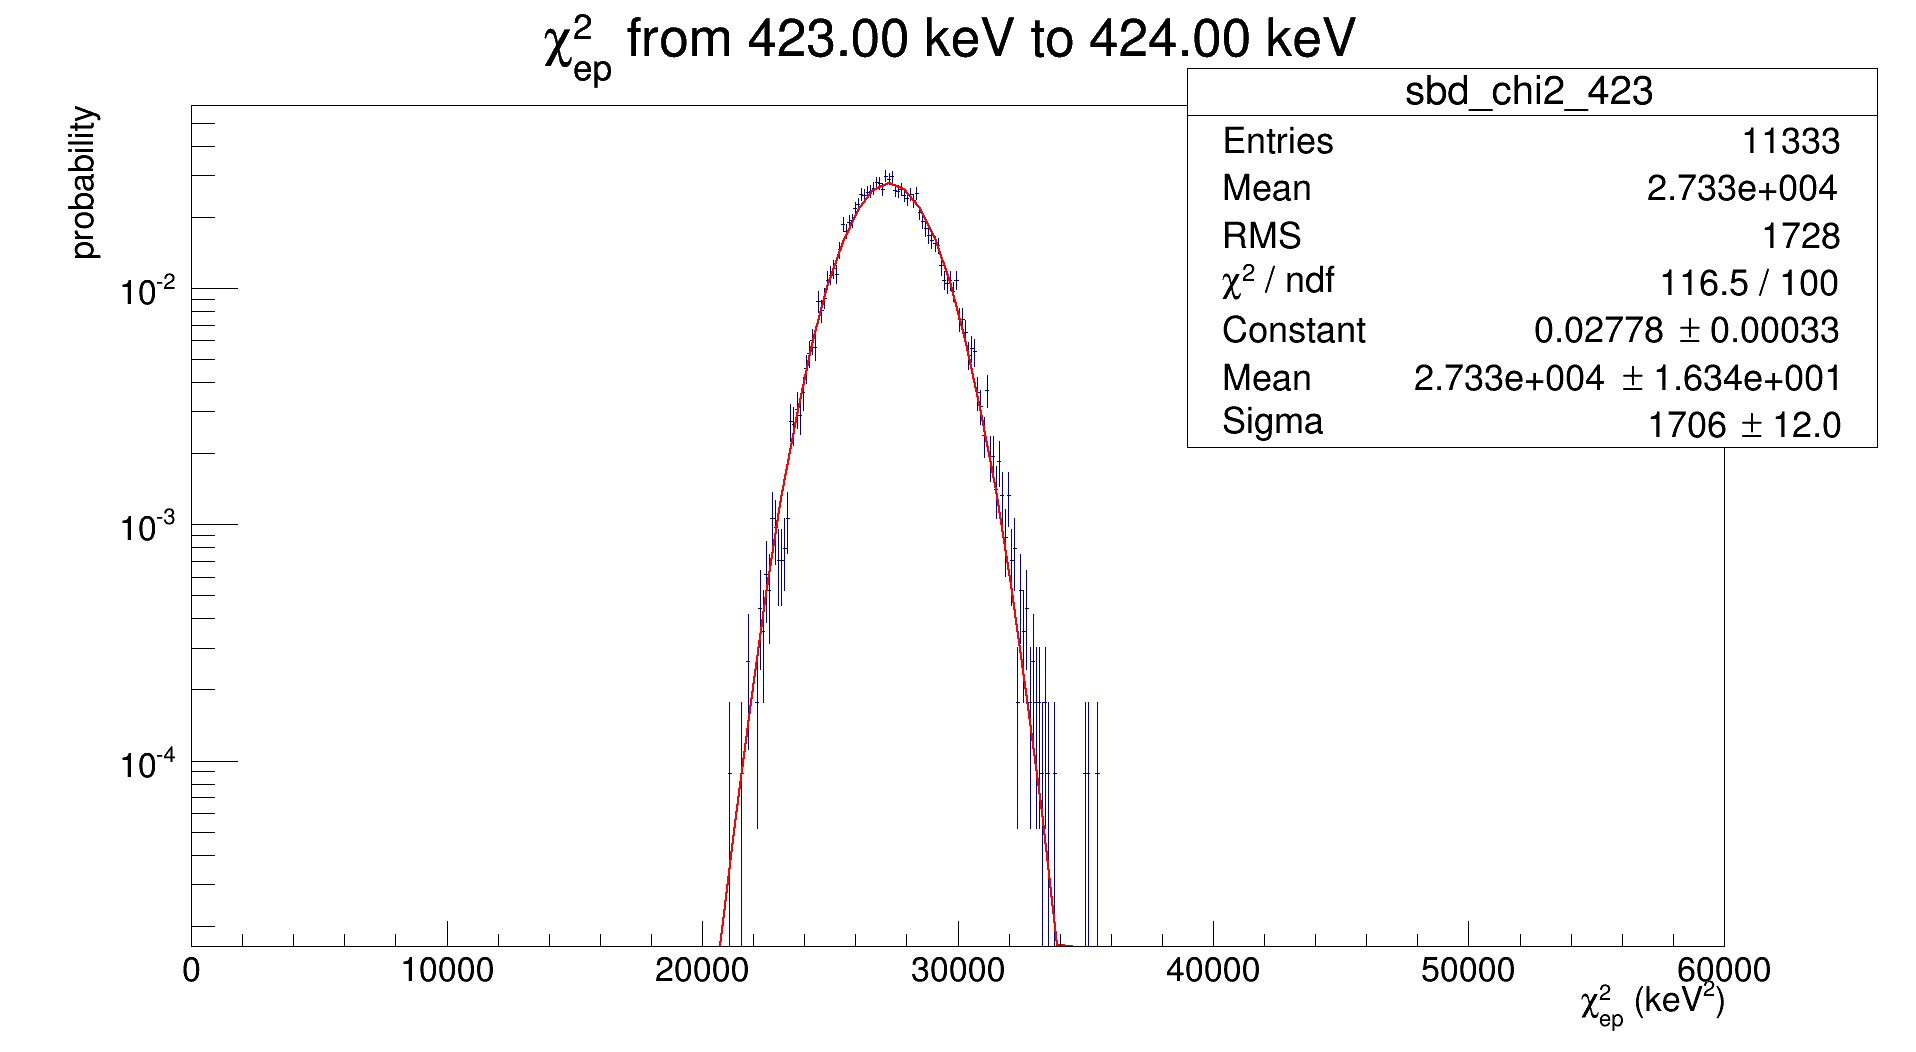 χ²ep from 423.00 keV to 424.00 keV
probability
sbd_chi2_423
Entries 11333
Mean 2.733e+004
RMS 1728
χ² / ndf 116.5 / 100
Constant 0.02778 ± 0.00033
Mean 2.733e+004 ± 1.634e+001
Sigma 1706 ± 12.0
10⁻²
10⁻³
10⁻⁴
0 10000 20000 30000 40000 50000 60000
χ²ep (keV²)